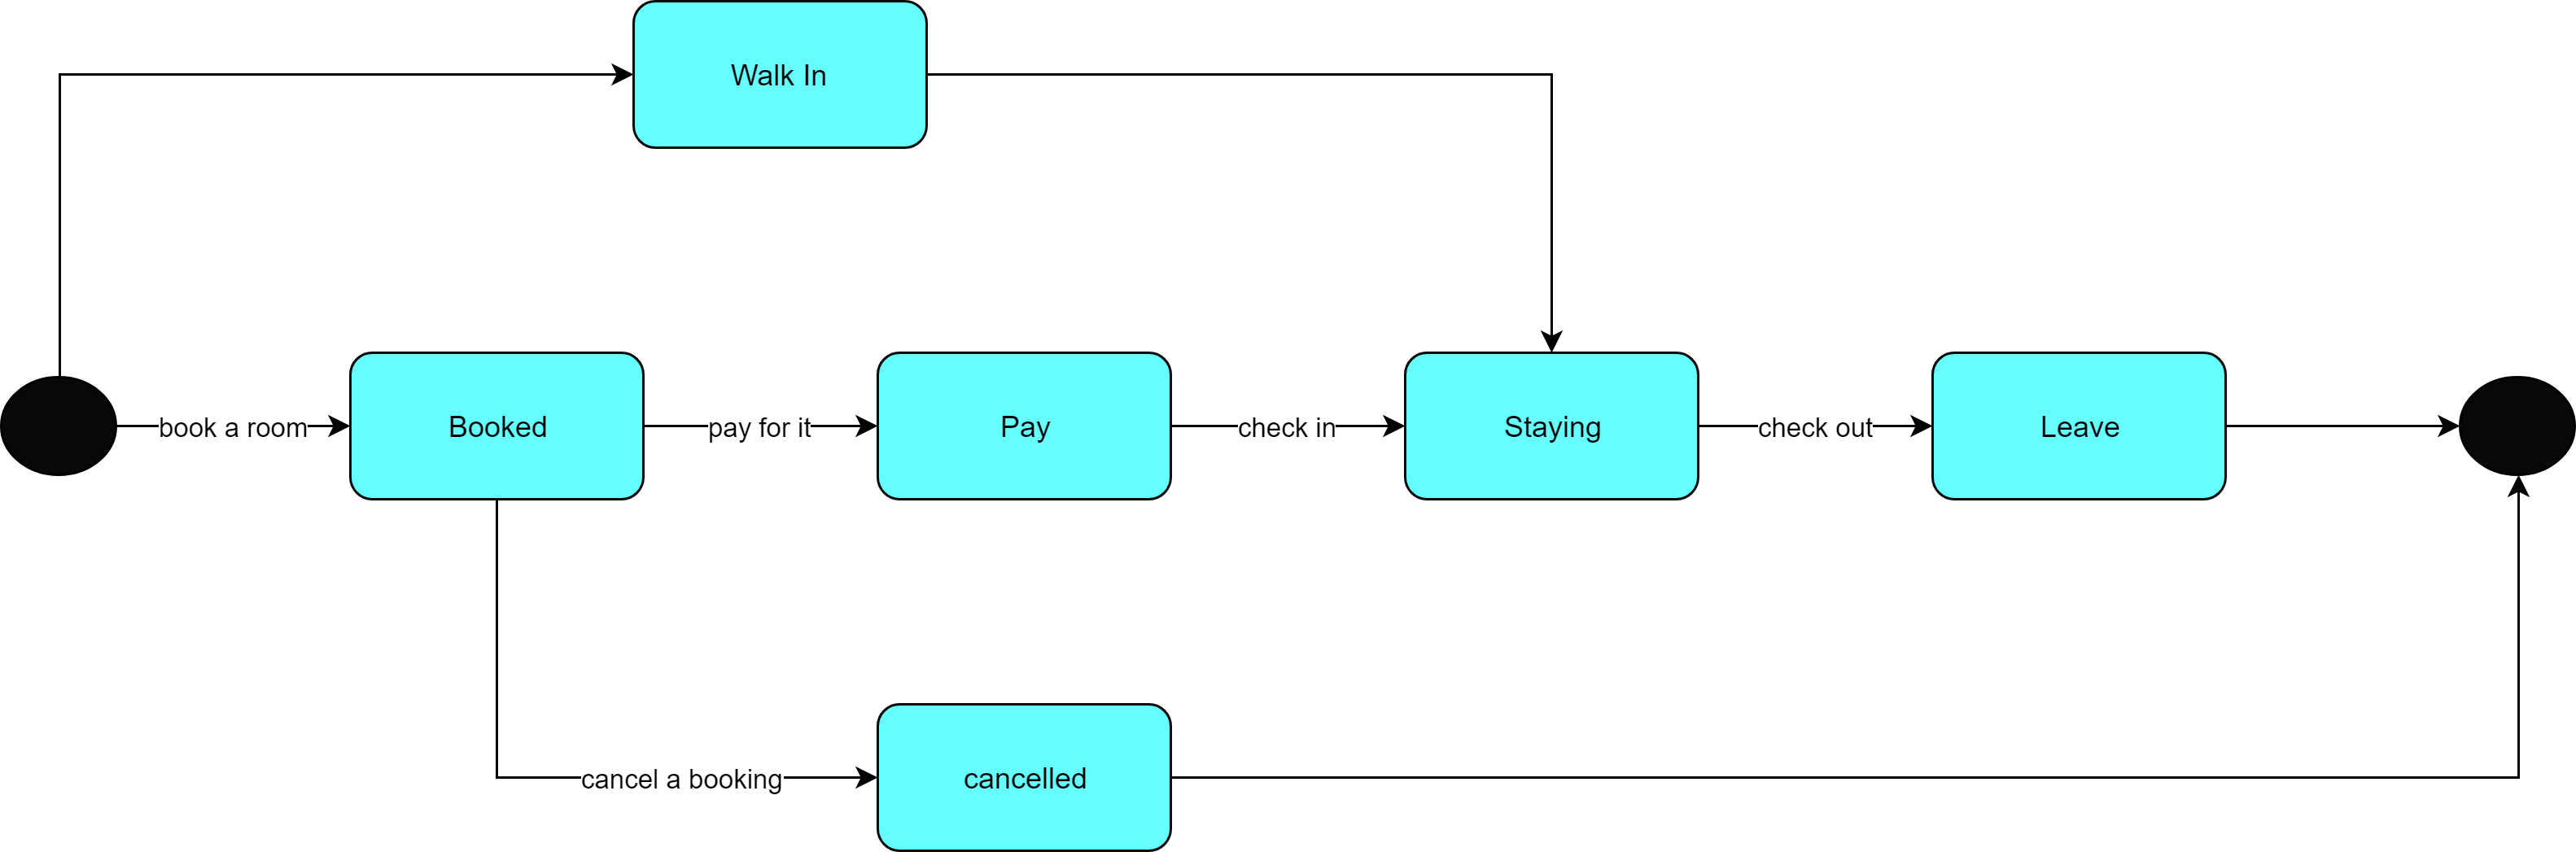 Walk In
book a room
Booked
pay for it
Pay
check in
Staying
check out
Leave
cancel a booking
cancelled